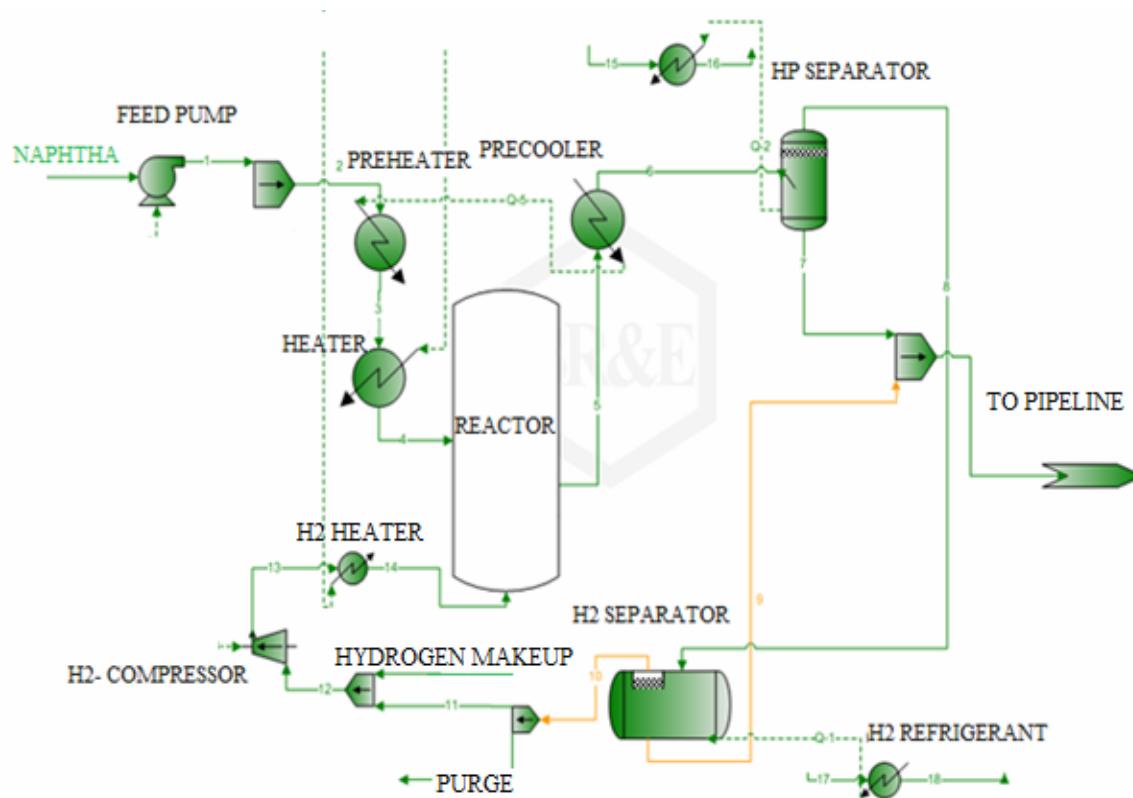 15
16
HP SEPARATOR
FEED PUMP
NAPHTHA
1
2
PREHEATER
PRECOOLER
6
Q-2
Q-5
7
8
3
HEATER
R&E
REACTOR
5
4
TO PIPELINE
H2 HEATER
13
14
9
H2 SEPARATOR
H2- COMPRESSOR
HYDROGEN MAKEUP
10
12
11
H2 REFRIGERANT
Q-1
PURGE
17
18